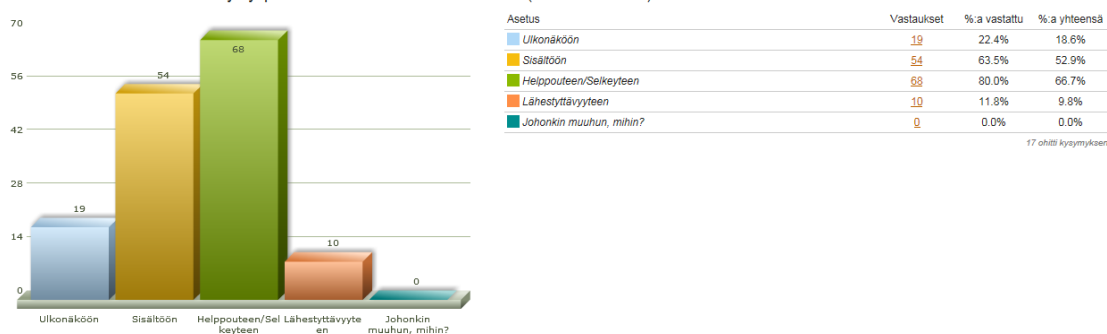 70
56
42
28
14
0
19
54
68
10
0
Ulkonäköön
Sisältöön
Helppouteen/Sel
keyteen
Lähestyttävyyte
en
Johonkin
muuhun, mihin?
Asetus Vastaukset %:a vastattu %:a yhteensä
Ulkonäköön 19 22.4% 18.6%
Sisältöön 54 63.5% 52.9%
Helppouteen/Selkeyteen 68 80.0% 66.7%
Lähestyttävyyteen 10 11.8% 9.8%
Johonkin muuhun, mihin? 0 0.0% 0.0%
17 ohitti kysymyksen